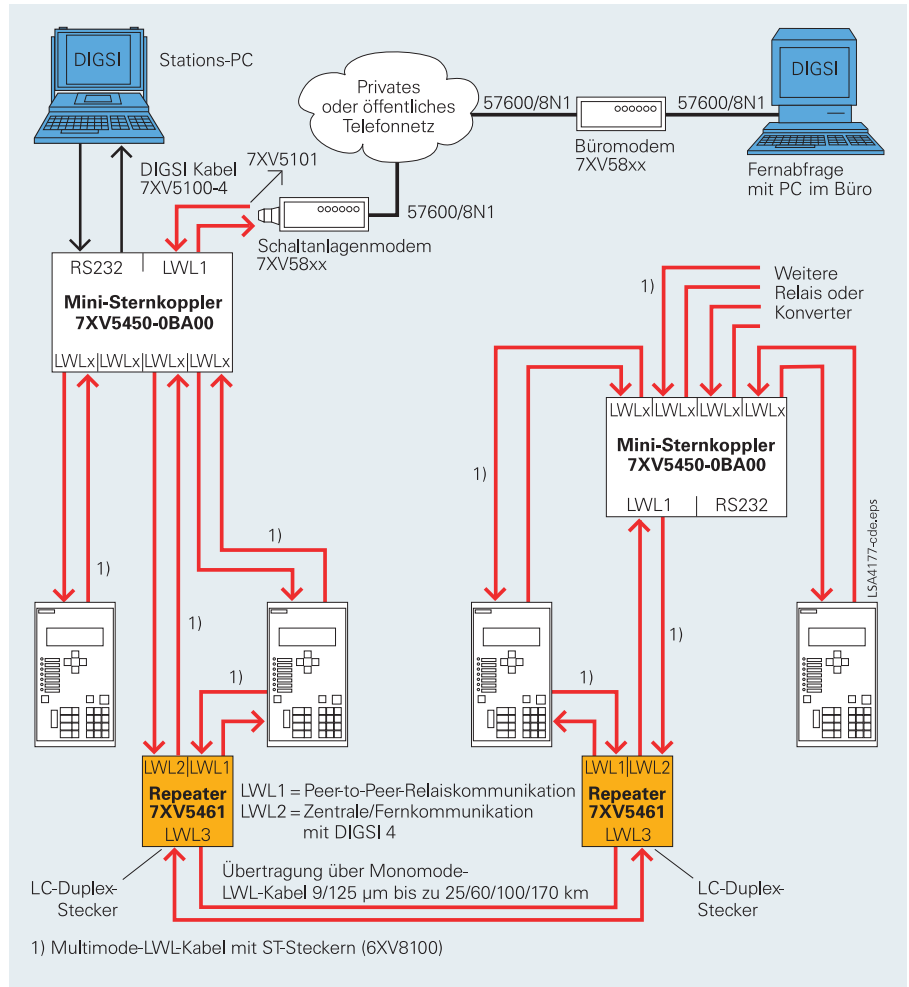 DIGSI
Stations-PC
Privates
oder öffentliches
Telefonnetz
57600/8N1
57600/8N1
Büromodem
7XV58xx
DIGSI
Fernabfrage
mit PC im Büro
DIGSI Kabel
7XV5100-4
7XV5101
57600/8N1
Schaltanlagenmodem
7XV58xx
RS232
LWL1
Mini-Sternkoppler
7XV5450-0BA00
LWLx LWLx LWLx LWLx
1)
Weitere
Relais oder
Konverter
LWLx LWLx LWLx LWLx
Mini-Sternkoppler
7XV5450-0BA00
LWL1
RS232
1)
1)
1)
1)
1)
1)
1)
LSA4177-cde.eps
LWL2 LWL1
Repeater
7XV5461
LWL3
LWL1 = Peer-to-Peer-Relaiskommunikation
LWL2 = Zentrale/Fernkommunikation
mit DIGSI 4
LWL1 LWL2
Repeater
7XV5461
LWL3
LC-Duplex-
Stecker
Übertragung über Monomode-
LWL-Kabel 9/125 µm bis zu 25/60/100/170 km
LC-Duplex-
Stecker
1) Multimode-LWL-Kabel mit ST-Steckern (6XV8100)